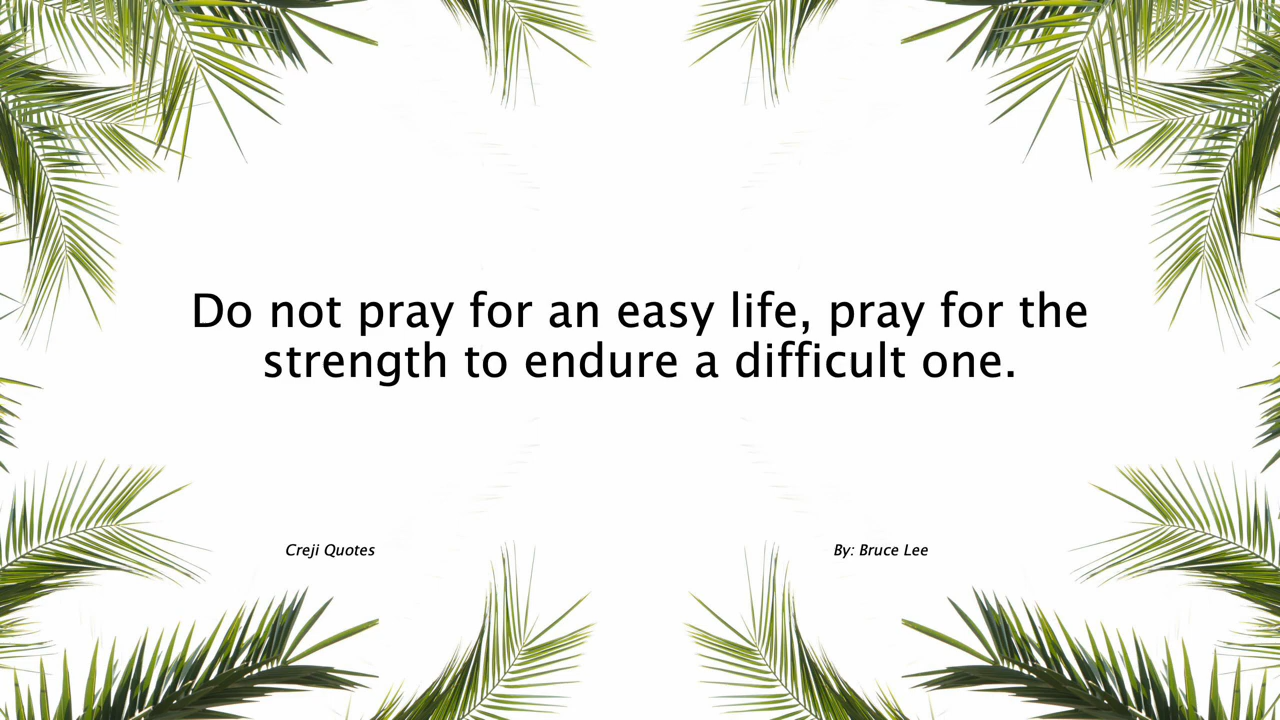 Do not pray for an easy life, pray for the
strength to endure a difficult one.
Creji Quotes
By: Bruce Lee